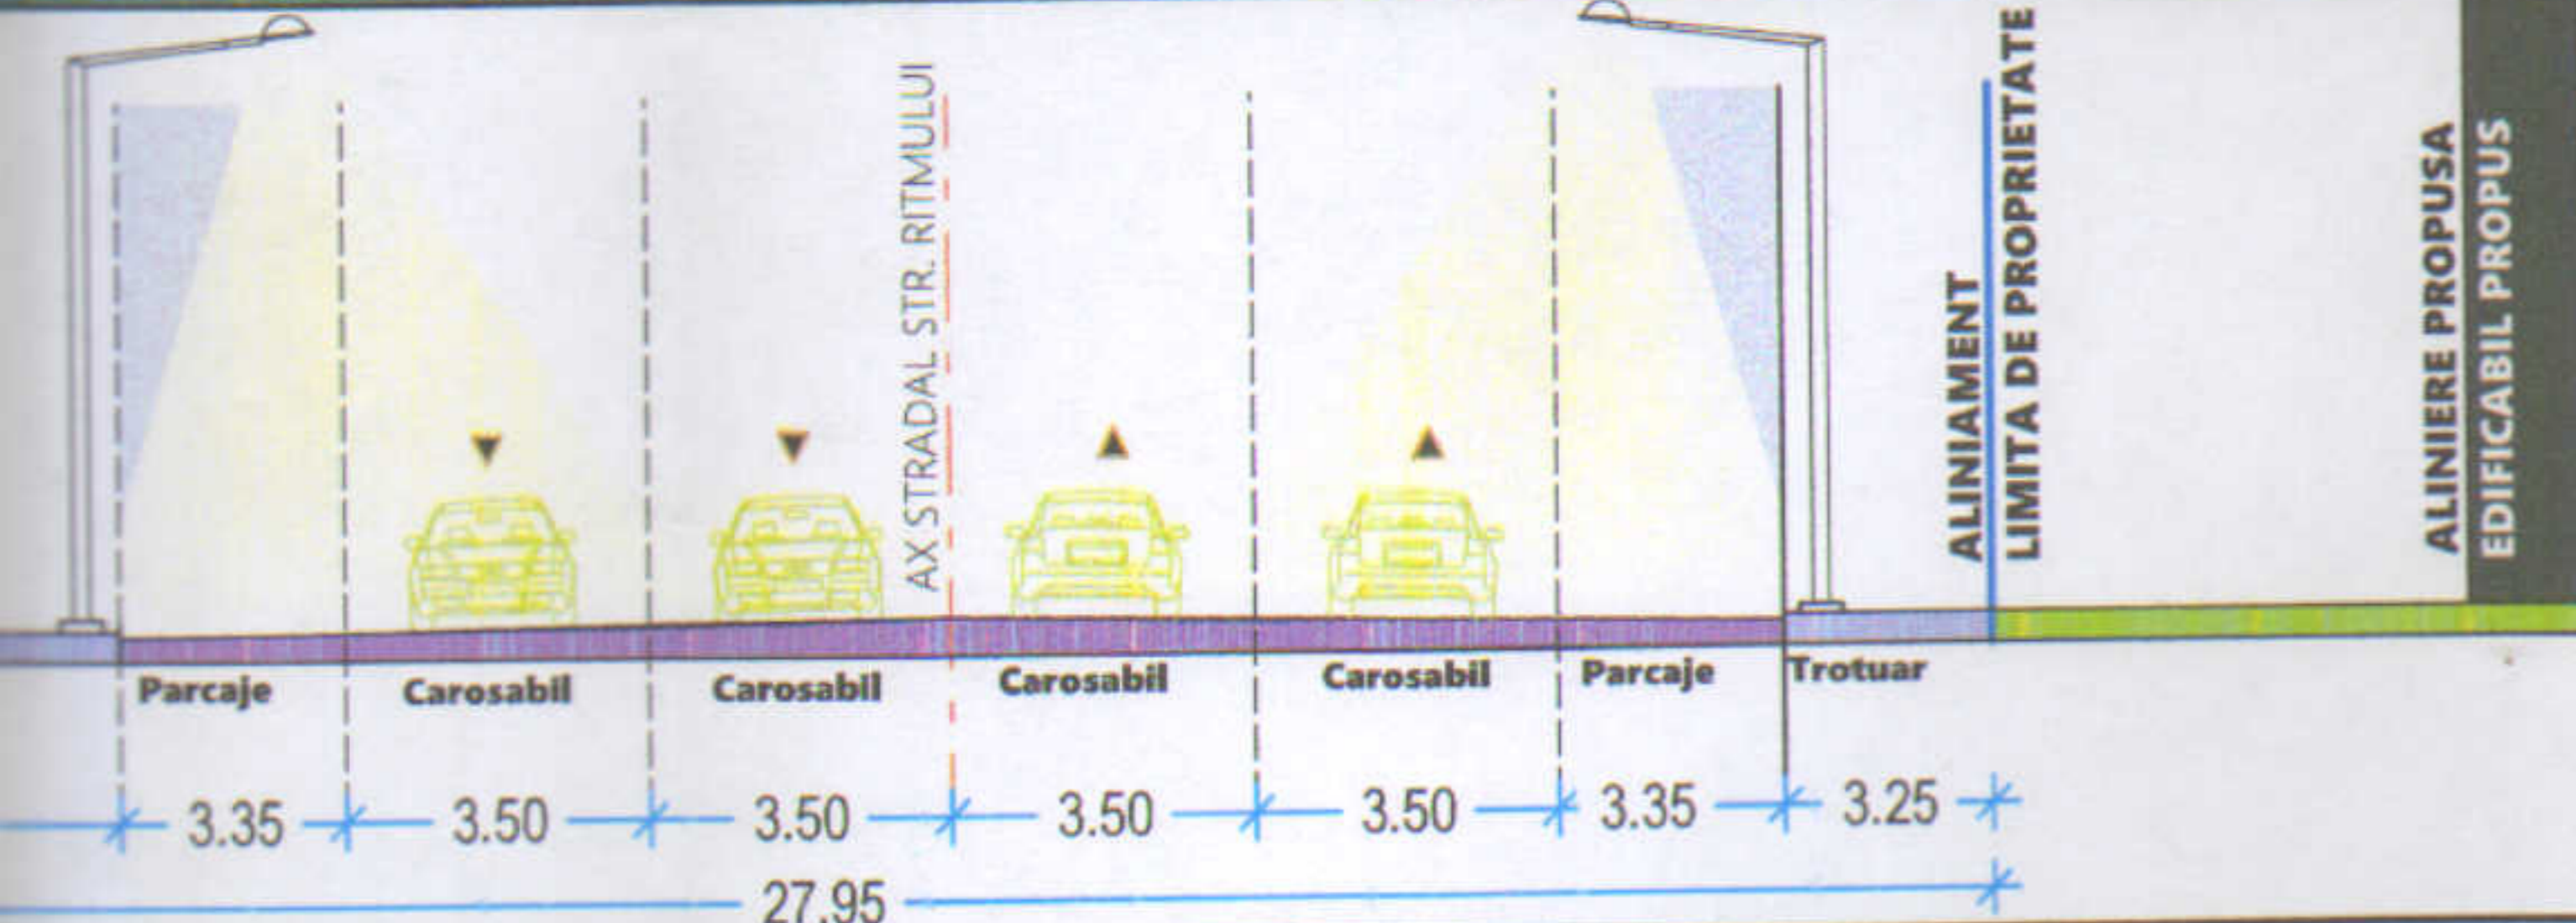 AX STRADAL STR. RITMULUI
ALINIAMENT
LIMITA DE PROPRIETATE
ALINIERE PROPUSA
EDIFICABIL PROPUS
Parcaje Carosabil Carosabil Carosabil Carosabil Parcaje Trotuar
3.35 3.50 3.50 3.50 3.50 3.35 3.25
27.95